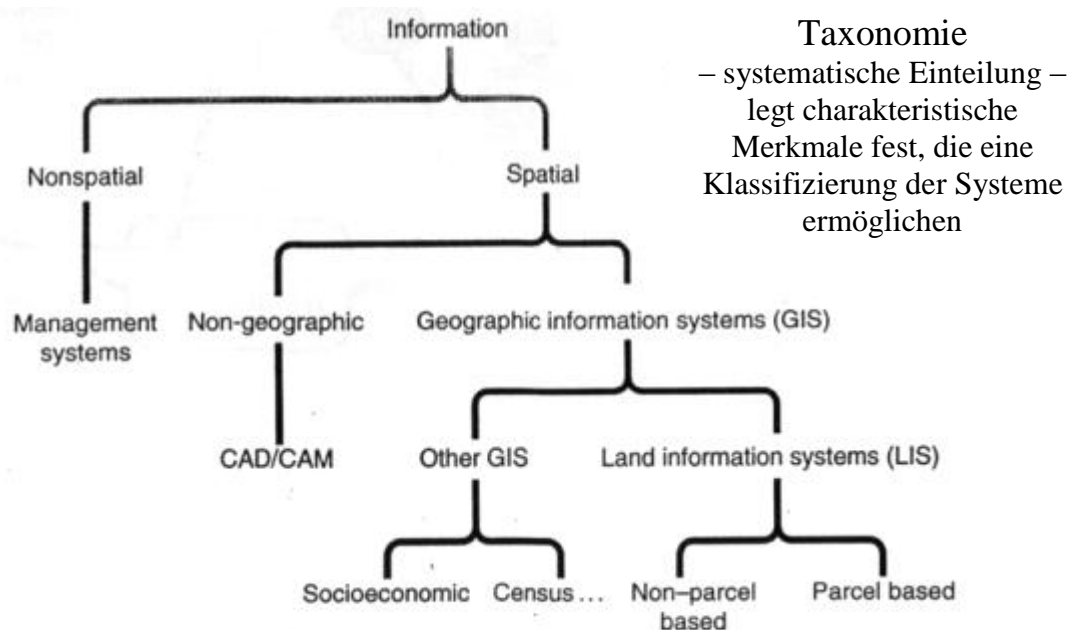 Information
Taxonomie
– systematische Einteilung –
legt charakteristische
Merkmale fest, die eine
Klassifizierung der Systeme
ermöglichen
Nonspatial
Spatial
Management
systems
Non-geographic
Geographic information systems (GIS)
CAD/CAM
Other GIS
Land information systems (LIS)
Socioeconomic
Census ...
Non–parcel
based
Parcel based